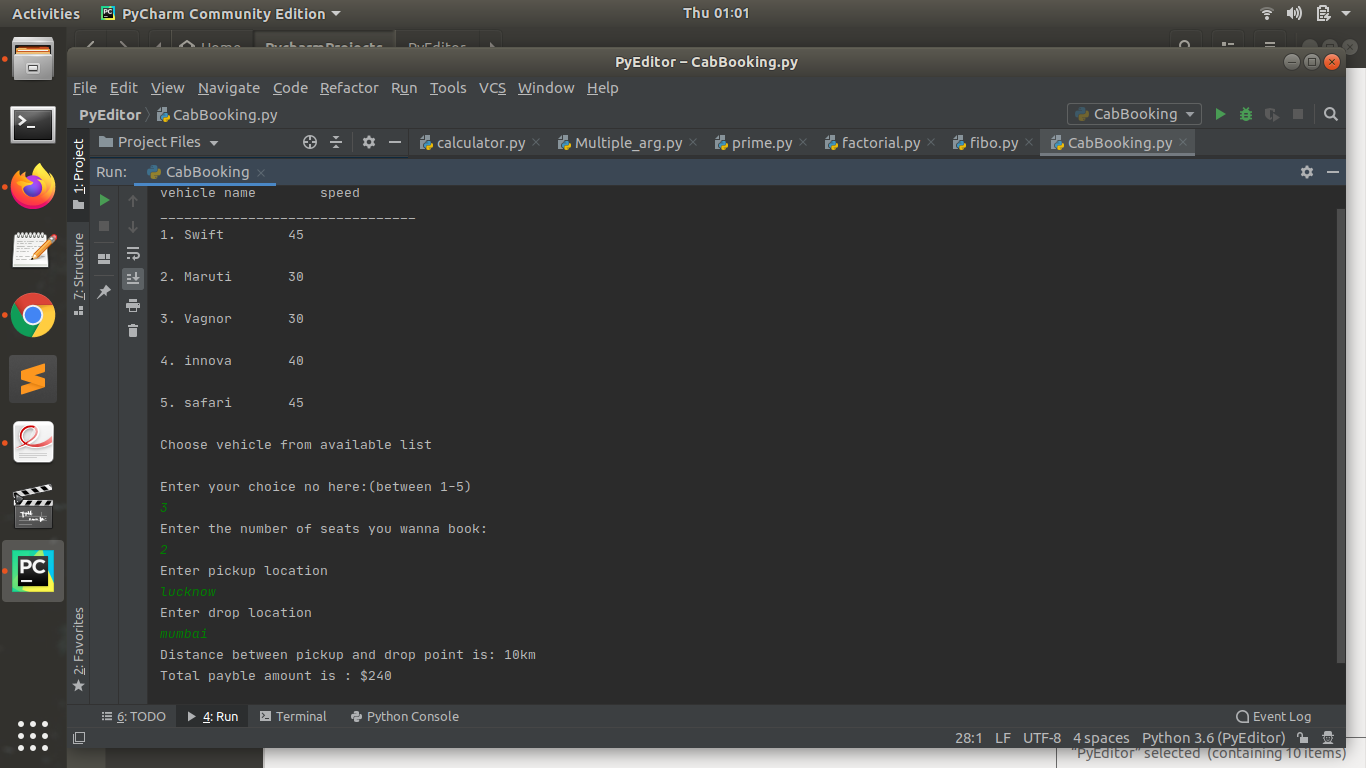 Activities PyCharm Community Edition Thu 01:01
Home PycharmProjects PyEditor
PyEditor – CabBooking.py
File Edit View Navigate Code Refactor Run Tools VCS Window Help
PyEditor CabBooking.py CabBooking
1: Project Project Files calculator.py Multiple_arg.py prime.py factorial.py fibo.py CabBooking.py
Run: CabBooking
vehicle name speed
________________________________
1. Swift 45
7: Structure
2. Maruti 30
3. Vagnor 30
4. innova 40
5. safari 45
Choose vehicle from available list
Enter your choice no here:(between 1-5)
3
Enter the number of seats you wanna book:
2
Enter pickup location
lucknow
Enter drop location
mumbai
2: Favorites
Distance between pickup and drop point is: 10km
Total payble amount is : $240
6: TODO 4: Run Terminal Python Console Event Log
28:1 LF UTF-8 4 spaces Python 3.6 (PyEditor)
"PyEditor" selected (containing 10 items)
PC